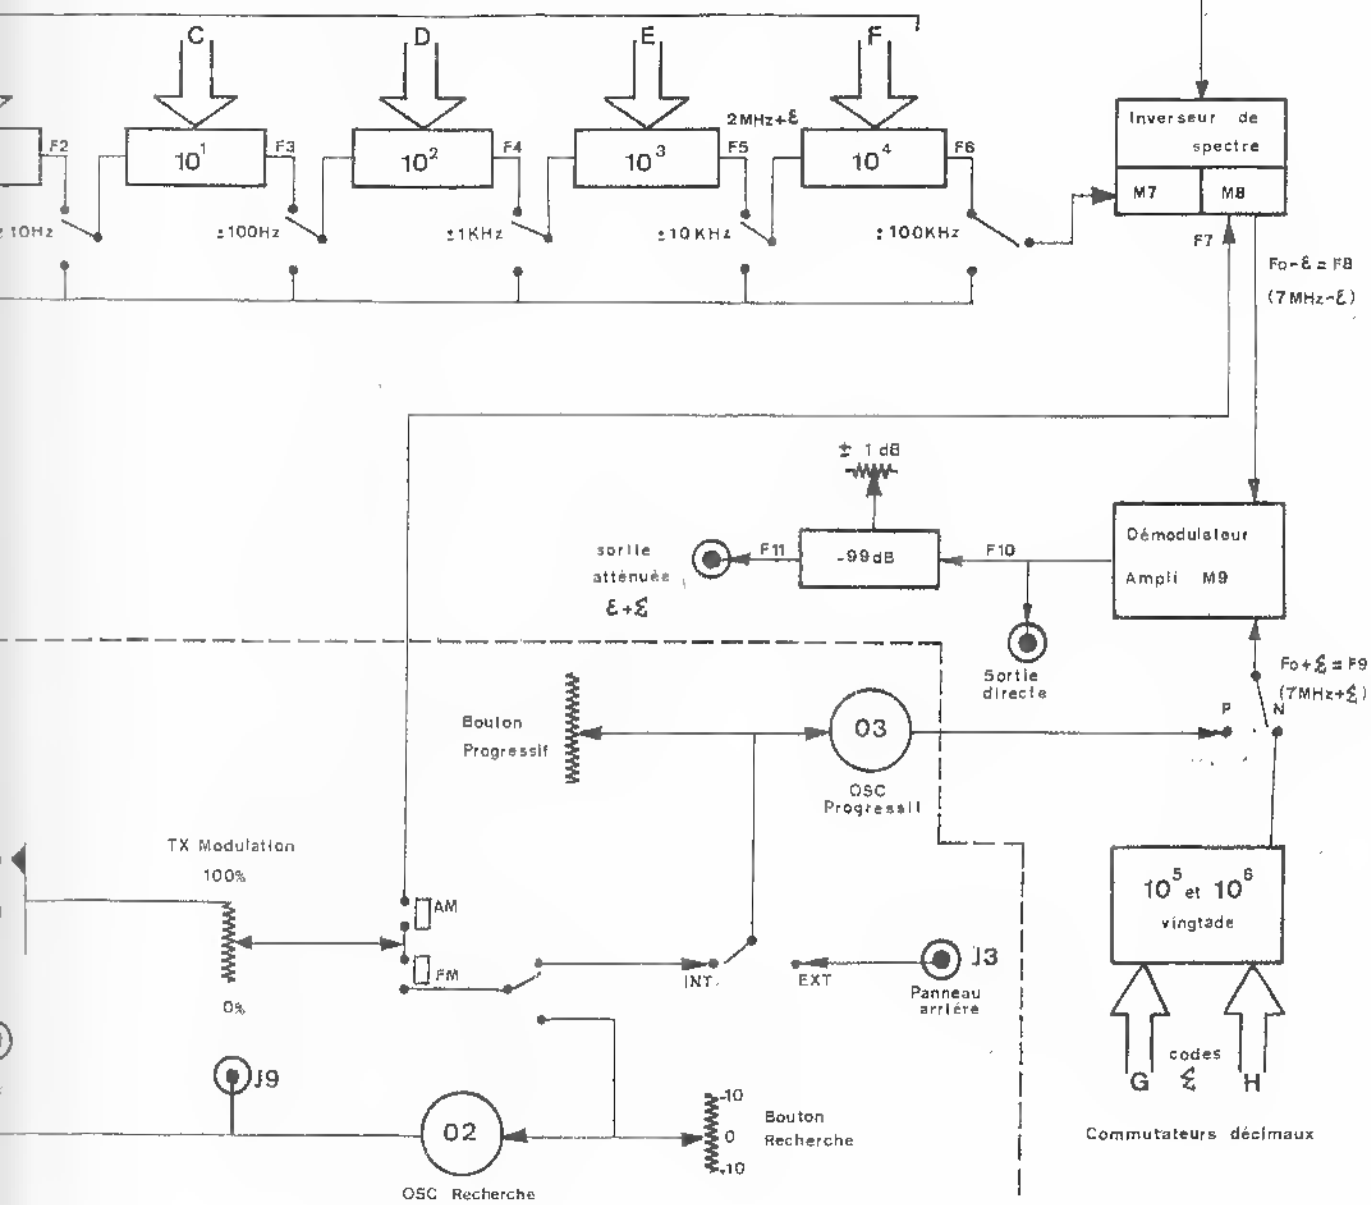 C
D
E
F
2MHz+Ɛ
F2
10¹
F3
10²
F4
10³
F5
10⁴
F6
Inverseur de
spectre
M7
M8
± 10Hz
±100Hz
±1KHz
±10KHz
±100KHz
F7
Fo-Ɛ = F8
(7MHz-Ɛ)
± 1 dB
sortie
atténuée
Ɛ+Σ
F11
-99dB
F10
Démodulateur
Ampli M9
Sortie
directe
Fo+Σ = F9
(7MHz+Σ)
P
N
Bouton
Progressif
O3
OSC
Progressif
TX Modulation
100%
0%
AM
FM
INT.
EXT
J3
Panneau
arrière
10⁵ et 10⁶
vingtade
G
codes
Σ
H
Commutateurs décimaux
J9
O2
OSC Recherche
-10
0
-10
Bouton
Recherche